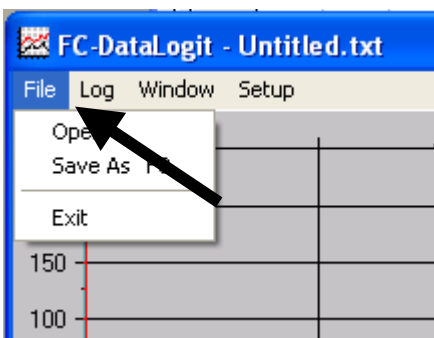 FC-DataLogit - Untitled.txt
File Log Window Setup
Save As
Exit
150
100